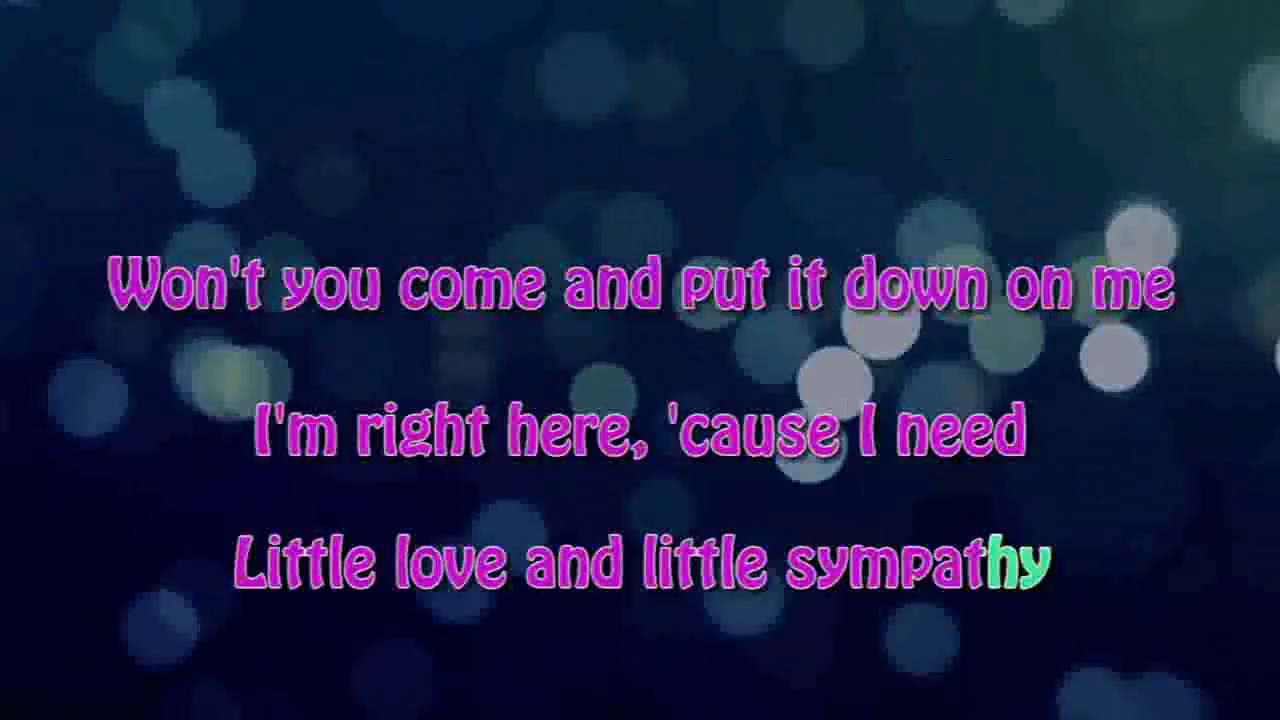 Won't you come and put it down on me
I'm right here, 'cause I need
Little love and little sympathy